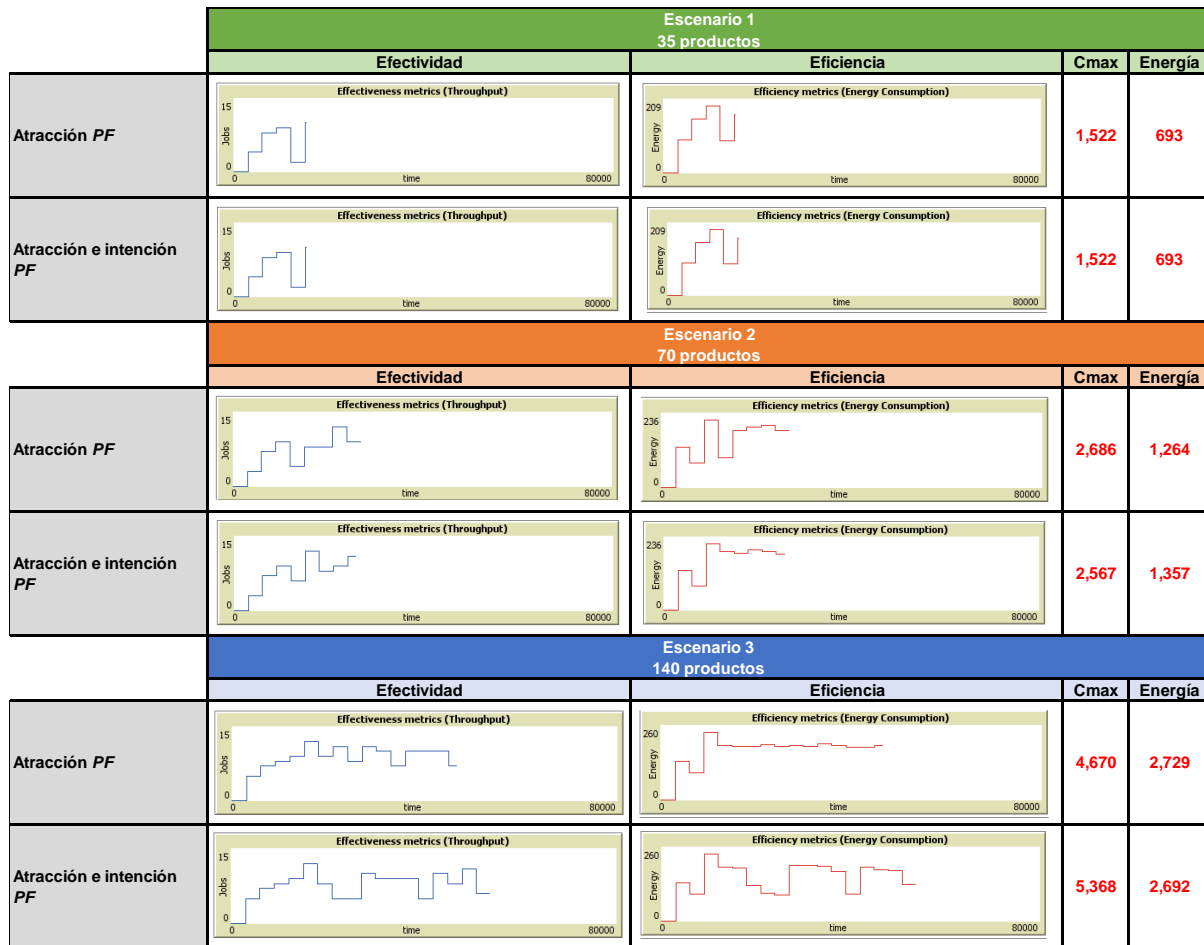 Escenario 1
35 productos
Efectividad Eficiencia Cmax Energía
Atracción PF
Effectiveness metrics (Throughput)
15
Jobs
0
0 time 80000
Efficiency metrics (Energy Consumption)
209
Energy
0
0 time 80000
1,522 693
Atracción e intención
PF
Effectiveness metrics (Throughput)
15
Jobs
0
0 time 80000
Efficiency metrics (Energy Consumption)
209
Energy
0
0 time 80000
1,522 693
Escenario 2
70 productos
Efectividad Eficiencia Cmax Energía
Atracción PF
Effectiveness metrics (Throughput)
15
Jobs
0
0 time 80000
Efficiency metrics (Energy Consumption)
236
Energy
0
0 time 80000
2,686 1,264
Atracción e intención
PF
Effectiveness metrics (Throughput)
15
Jobs
0
0 time 80000
Efficiency metrics (Energy Consumption)
236
Energy
0
0 time 80000
2,567 1,357
Escenario 3
140 productos
Efectividad Eficiencia Cmax Energía
Atracción PF
Effectiveness metrics (Throughput)
15
Jobs
0
0 time 80000
Efficiency metrics (Energy Consumption)
260
Energy
0
0 time 80000
4,670 2,729
Atracción e intención
PF
Effectiveness metrics (Throughput)
15
Jobs
0
0 time 80000
Efficiency metrics (Energy Consumption)
260
Energy
0
0 time 80000
5,368 2,692